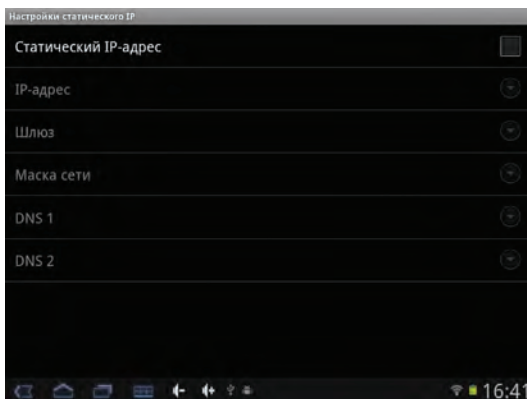 Настройки статического IP
Статический IP-адрес
IP-адрес
Шлюз
Маска сети
DNS 1
DNS 2
16:41